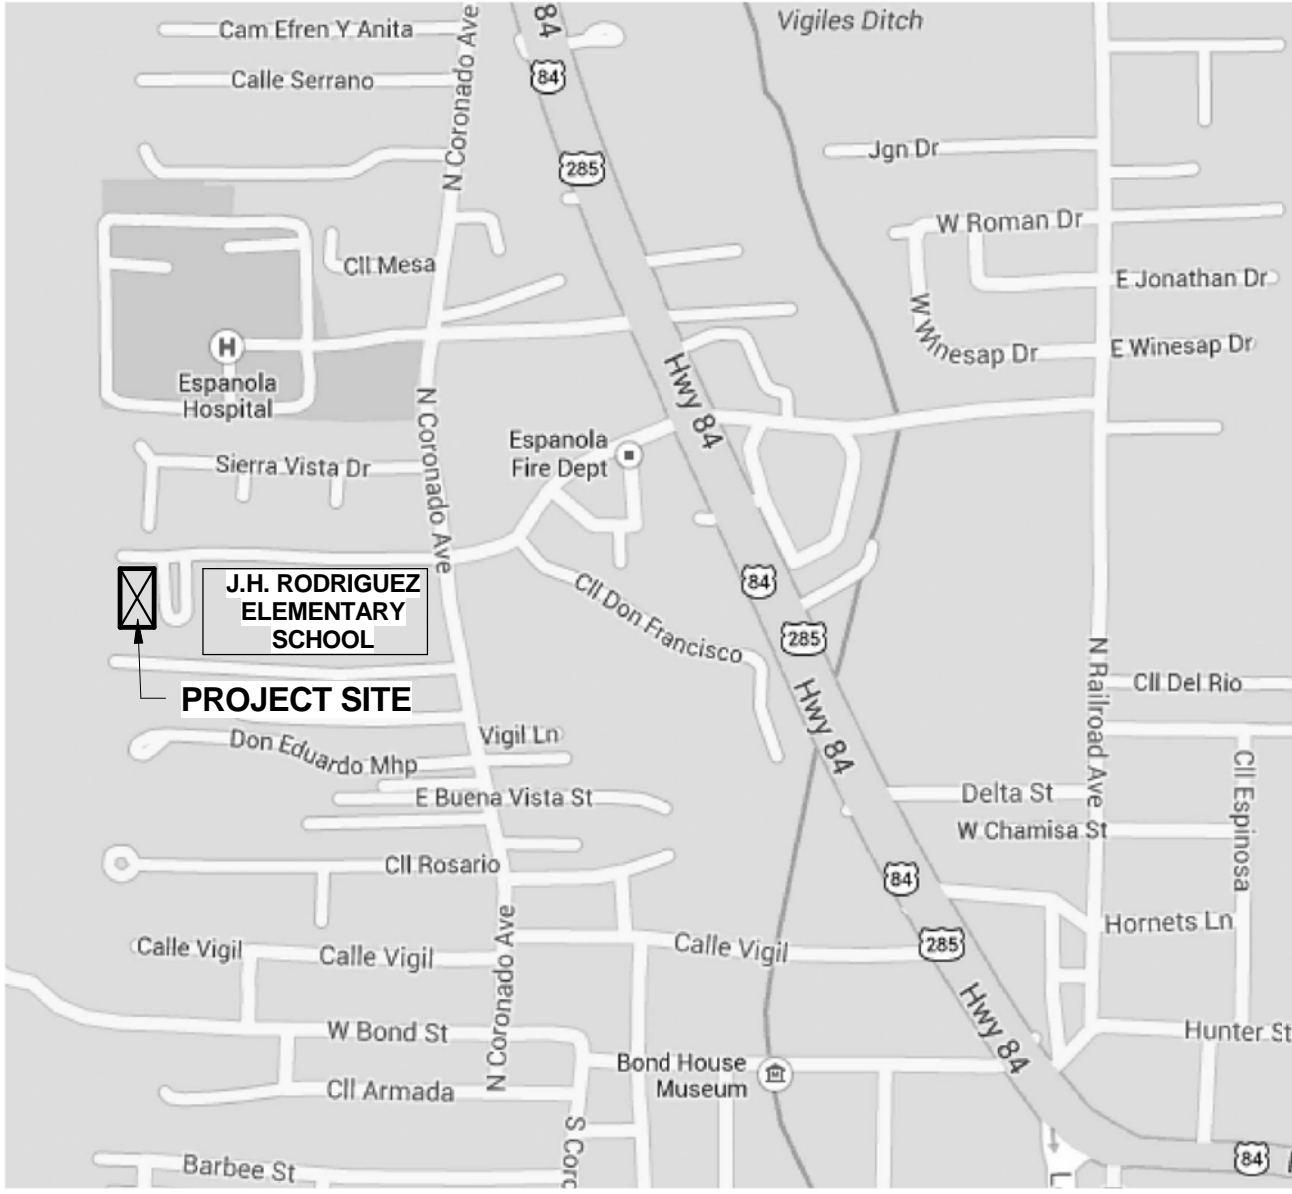 84
Cam Efren Y Anita
Vigiles Ditch
N Coronado Ave
Calle Serrano
84
Jgn Dr
285
W Roman Dr
Cll Mesa
E Jonathan Dr
W Winesap Dr
E Winesap Dr
H
Espanola
Hospital
Hwy 84
N Coronado Ave
Espanola
Fire Dept
Sierra Vista Dr
84
J.H. RODRIGUEZ
ELEMENTARY
SCHOOL
Cll Don Francisco
285
N Railroad Ave
Cll Del Rio
PROJECT SITE
Hwy 84
Vigil Ln
Don Eduardo Mhp
Cll Espinosa
E Buena Vista St
Delta St
W Chamisa St
Cll Rosario
84
Hornets Ln
N Coronado Ave
Calle Vigil
Calle Vigil
Calle Vigil
285
Hwy 84
W Bond St
Hunter St
Bond House
Museum
Cll Armada
S Coro
Barbee St
84